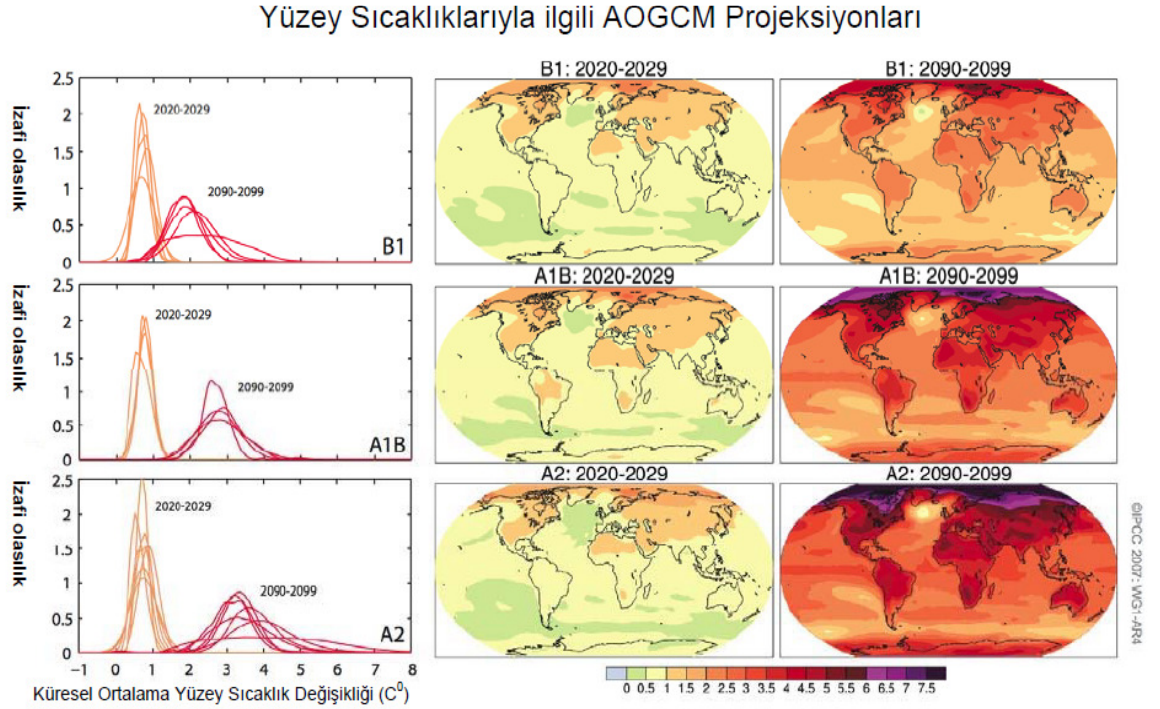 Yüzey Sıcaklıklarıyla ilgili AOGCM Projeksiyonları
B1: 2020-2029
B1: 2090-2099
İzafi olasılık
2.5
2
1.5
1
0.5
0
2020-2029
2090-2099
B1
A1B: 2020-2029
A1B: 2090-2099
İzafi olasılık
2.5
2
1.5
1
0.5
0
2020-2029
2090-2099
A1B
A2: 2020-2029
A2: 2090-2099
İzafi olasılık
2.5
2
1.5
1
0.5
0
2020-2029
2090-2099
A2
-1 0 1 2 3 4 5 6 7 8
Küresel Ortalama Yüzey Sıcaklık Değişikliği (C⁰)
0 0.5 1 1.5 2 2.5 3 3.5 4 4.5 5 5.5 6 6.5 7 7.5
©IPCC 2007: WG1-AR4